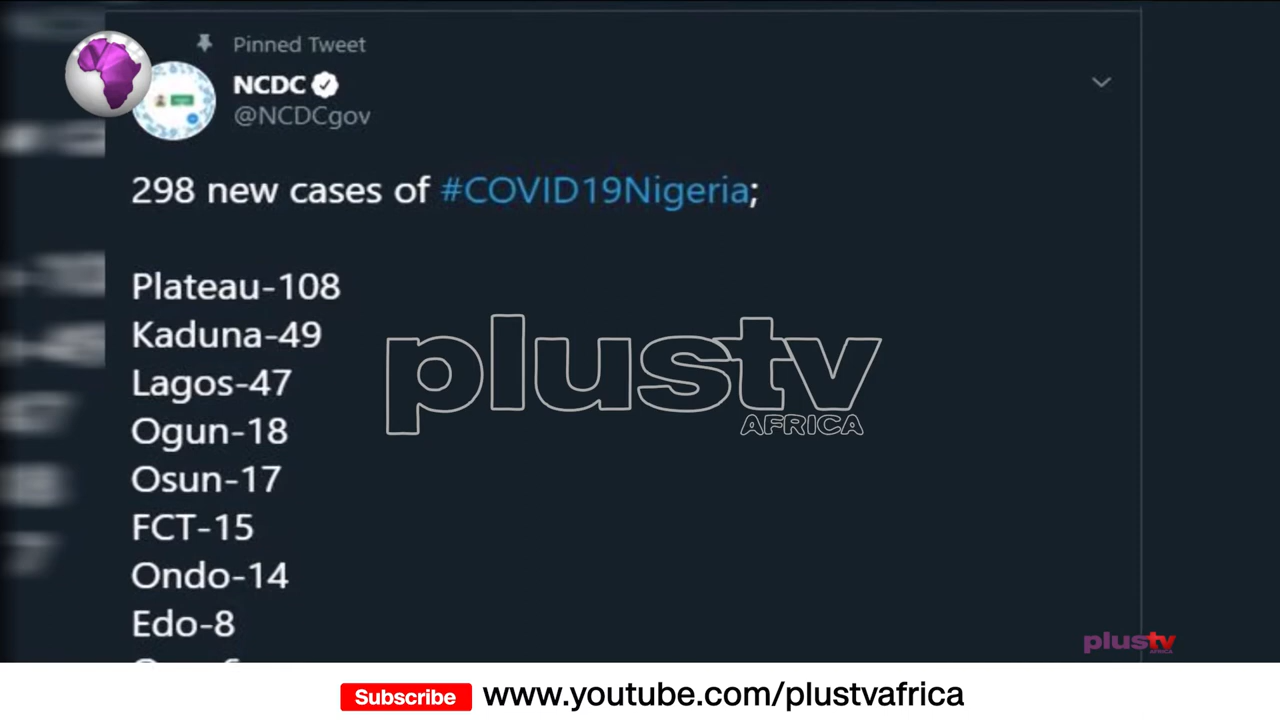 Pinned Tweet
NCDC
@NCDCgov
298 new cases of #COVID19Nigeria;
Plateau-108
Kaduna-49
Lagos-47
Ogun-18
Osun-17
FCT-15
Ondo-14
Edo-8
plustv
AFRICA
plustv
AFRICA
Subscribe www.youtube.com/plustvafrica